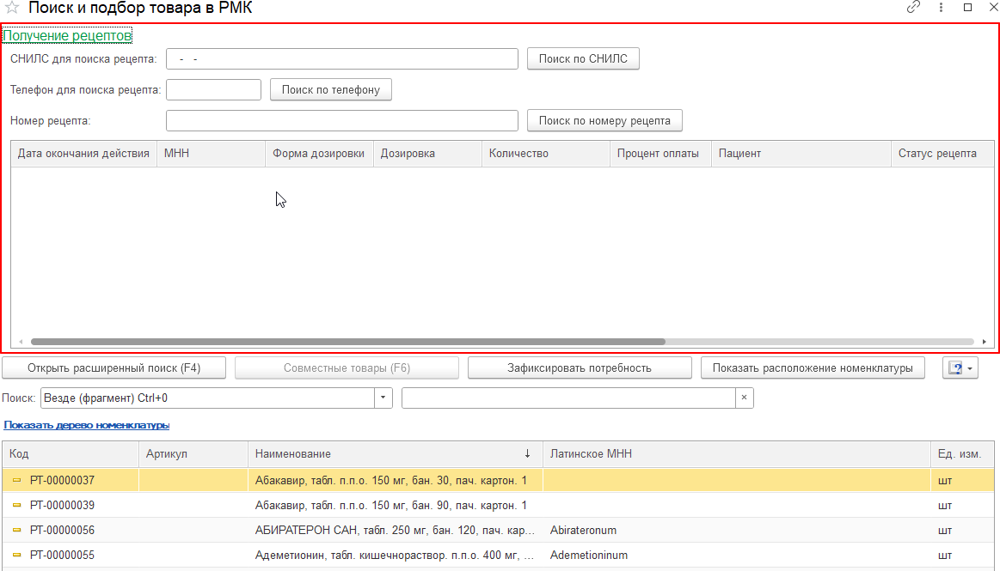 Поиск и подбор товара в РМК
Получение рецептов
СНИЛС для поиска рецепта: - - Поиск по СНИЛС
Телефон для поиска рецепта: Поиск по телефону
Номер рецепта: Поиск по номеру рецепта
Дата окончания действия МНН Форма дозировки Дозировка Количество Процент оплаты Пациент Статус рецепта
Открыть расширенный поиск (F4) Совместные товары (F6) Зафиксировать потребность Показать расположение номенклатуры ?
Поиск: Везде (фрагмент) Ctrl+0 ×
Показать дерево номенклатуры
Код Артикул Наименование ↓ Латинское МНН Ед. изм.
РТ-00000037 Абакавир, табл. п.п.о. 150 мг, бан. 30, пач. картон. 1 шт
РТ-00000039 Абакавир, табл. п.п.о. 150 мг, бан. 90, пач. картон. 1 шт
РТ-00000056 АБИРАТЕРОН САН, табл. 250 мг, бан. 120, пач. кар... Abirateronum шт
РТ-00000055 Адеметионин, табл. кишечнораствор. п.п.о. 400 мг, ... Ademetioninum шт